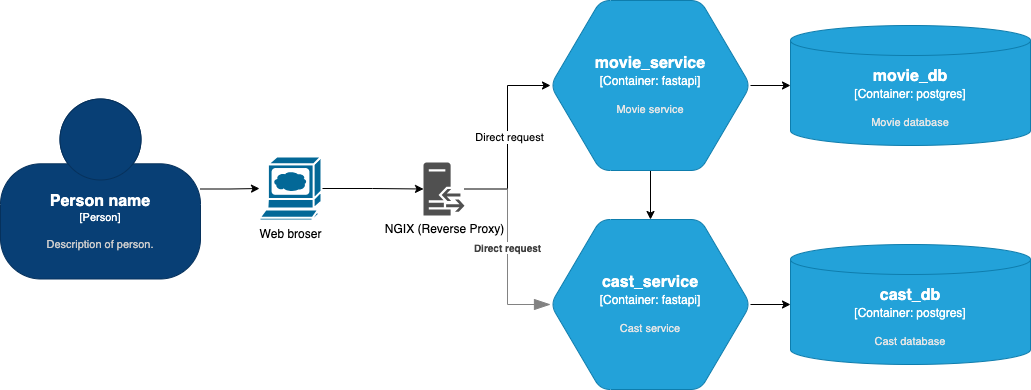 Person name
[Person]
Description of person.
Web broser
NGIX (Reverse Proxy)
Direct request
Direct request
movie_service
[Container: fastapi]
Movie service
movie_db
[Container: postgres]
Movie database
cast_service
[Container: fastapi]
Cast service
cast_db
[Container: postgres]
Cast database